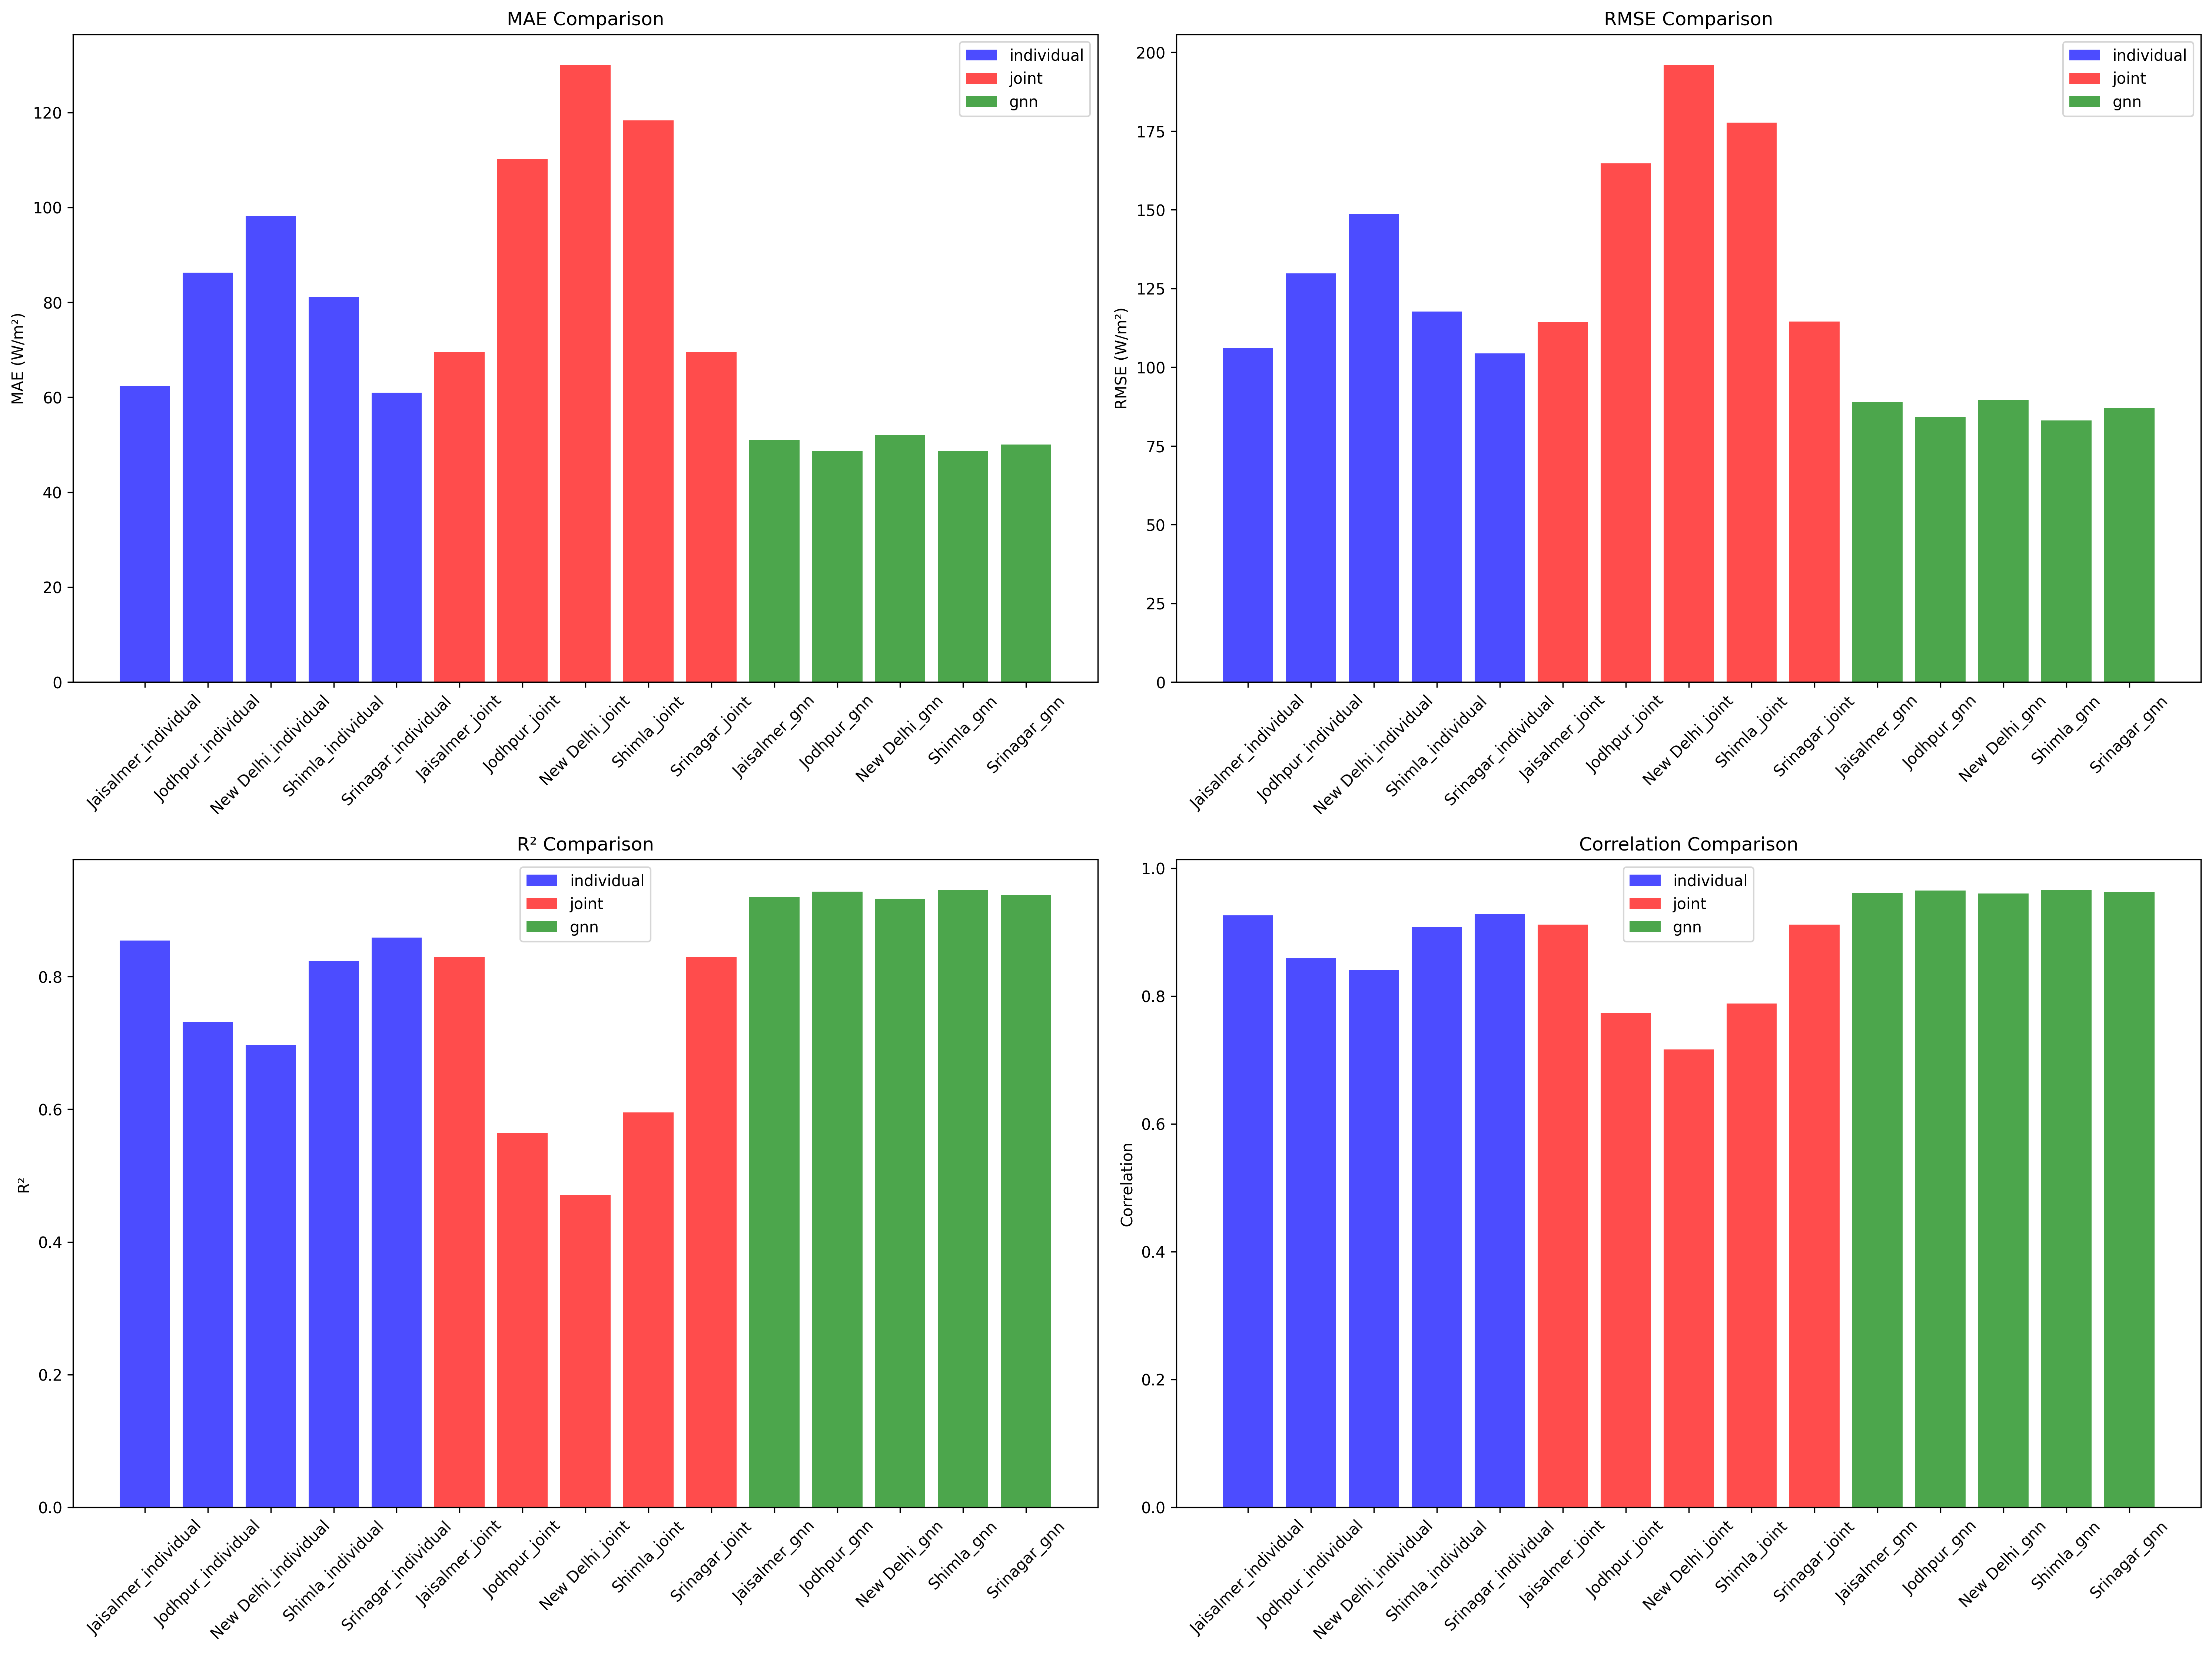 MAE Comparison
MAE (W/m²)
120
100
80
60
40
20
0
individual
joint
gnn
Jaisalmer_individual
Jodhpur_individual
New Delhi_individual
Shimla_individual
Srinagar_individual
Jaisalmer_joint
Jodhpur_joint
New Delhi_joint
Shimla_joint
Srinagar_joint
Jaisalmer_gnn
Jodhpur_gnn
New Delhi_gnn
Shimla_gnn
Srinagar_gnn
RMSE Comparison
RMSE (W/m²)
200
175
150
125
100
75
50
25
0
individual
joint
gnn
Jaisalmer_individual
Jodhpur_individual
New Delhi_individual
Shimla_individual
Srinagar_individual
Jaisalmer_joint
Jodhpur_joint
New Delhi_joint
Shimla_joint
Srinagar_joint
Jaisalmer_gnn
Jodhpur_gnn
New Delhi_gnn
Shimla_gnn
Srinagar_gnn
R² Comparison
R²
0.8
0.6
0.4
0.2
0.0
individual
joint
gnn
Jaisalmer_individual
Jodhpur_individual
New Delhi_individual
Shimla_individual
Srinagar_individual
Jaisalmer_joint
Jodhpur_joint
New Delhi_joint
Shimla_joint
Srinagar_joint
Jaisalmer_gnn
Jodhpur_gnn
New Delhi_gnn
Shimla_gnn
Srinagar_gnn
Correlation Comparison
Correlation
1.0
0.8
0.6
0.4
0.2
0.0
individual
joint
gnn
Jaisalmer_individual
Jodhpur_individual
New Delhi_individual
Shimla_individual
Srinagar_individual
Jaisalmer_joint
Jodhpur_joint
New Delhi_joint
Shimla_joint
Srinagar_joint
Jaisalmer_gnn
Jodhpur_gnn
New Delhi_gnn
Shimla_gnn
Srinagar_gnn